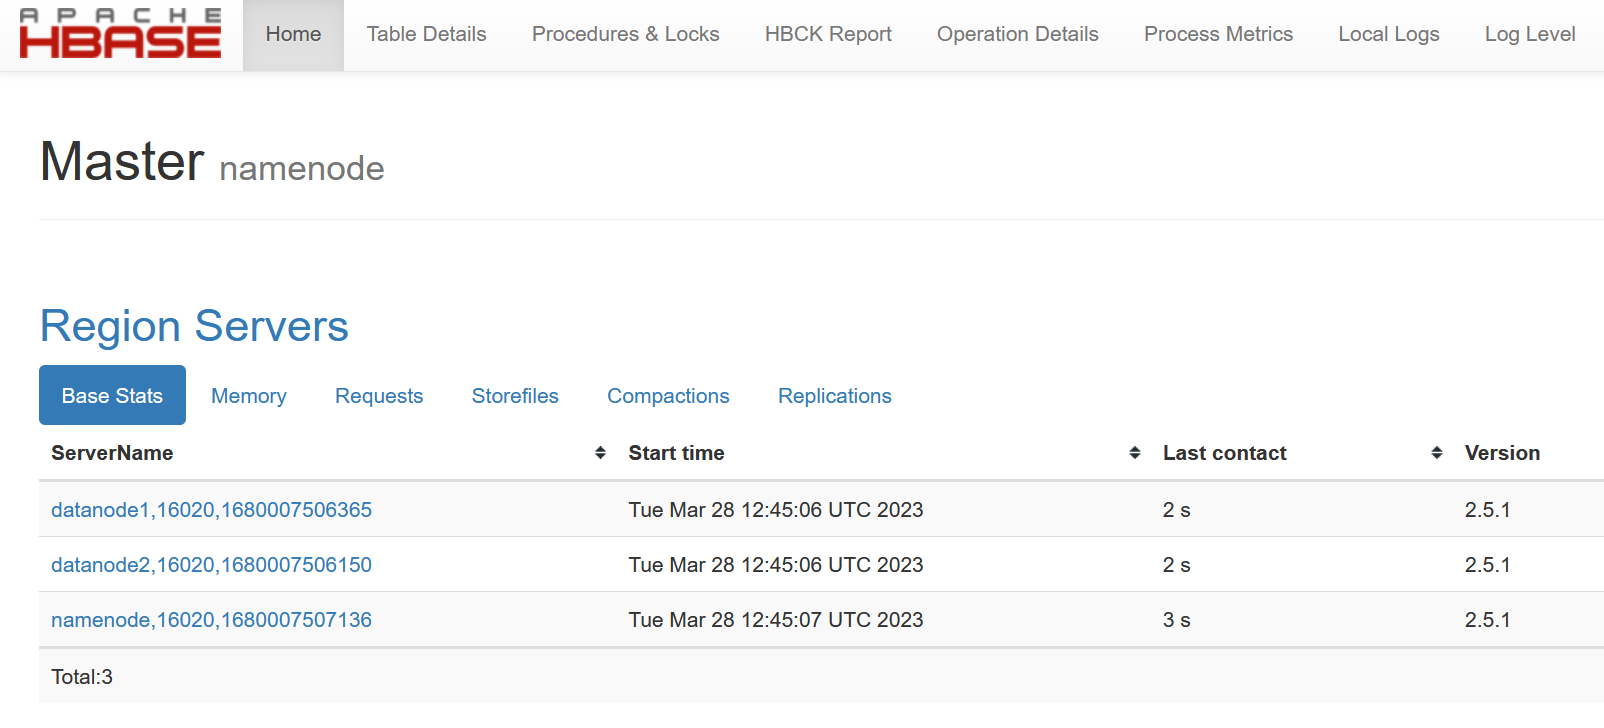 APACHE
HBASE
Home Table Details Procedures & Locks HBCK Report Operation Details Process Metrics Local Logs Log Level
Master namenode
Region Servers
Base Stats Memory Requests Storefiles Compactions Replications
ServerName Start time Last contact Version
datanode1,16020,1680007506365 Tue Mar 28 12:45:06 UTC 2023 2 s 2.5.1
datanode2,16020,1680007506150 Tue Mar 28 12:45:06 UTC 2023 2 s 2.5.1
namenode,16020,1680007507136 Tue Mar 28 12:45:07 UTC 2023 3 s 2.5.1
Total:3